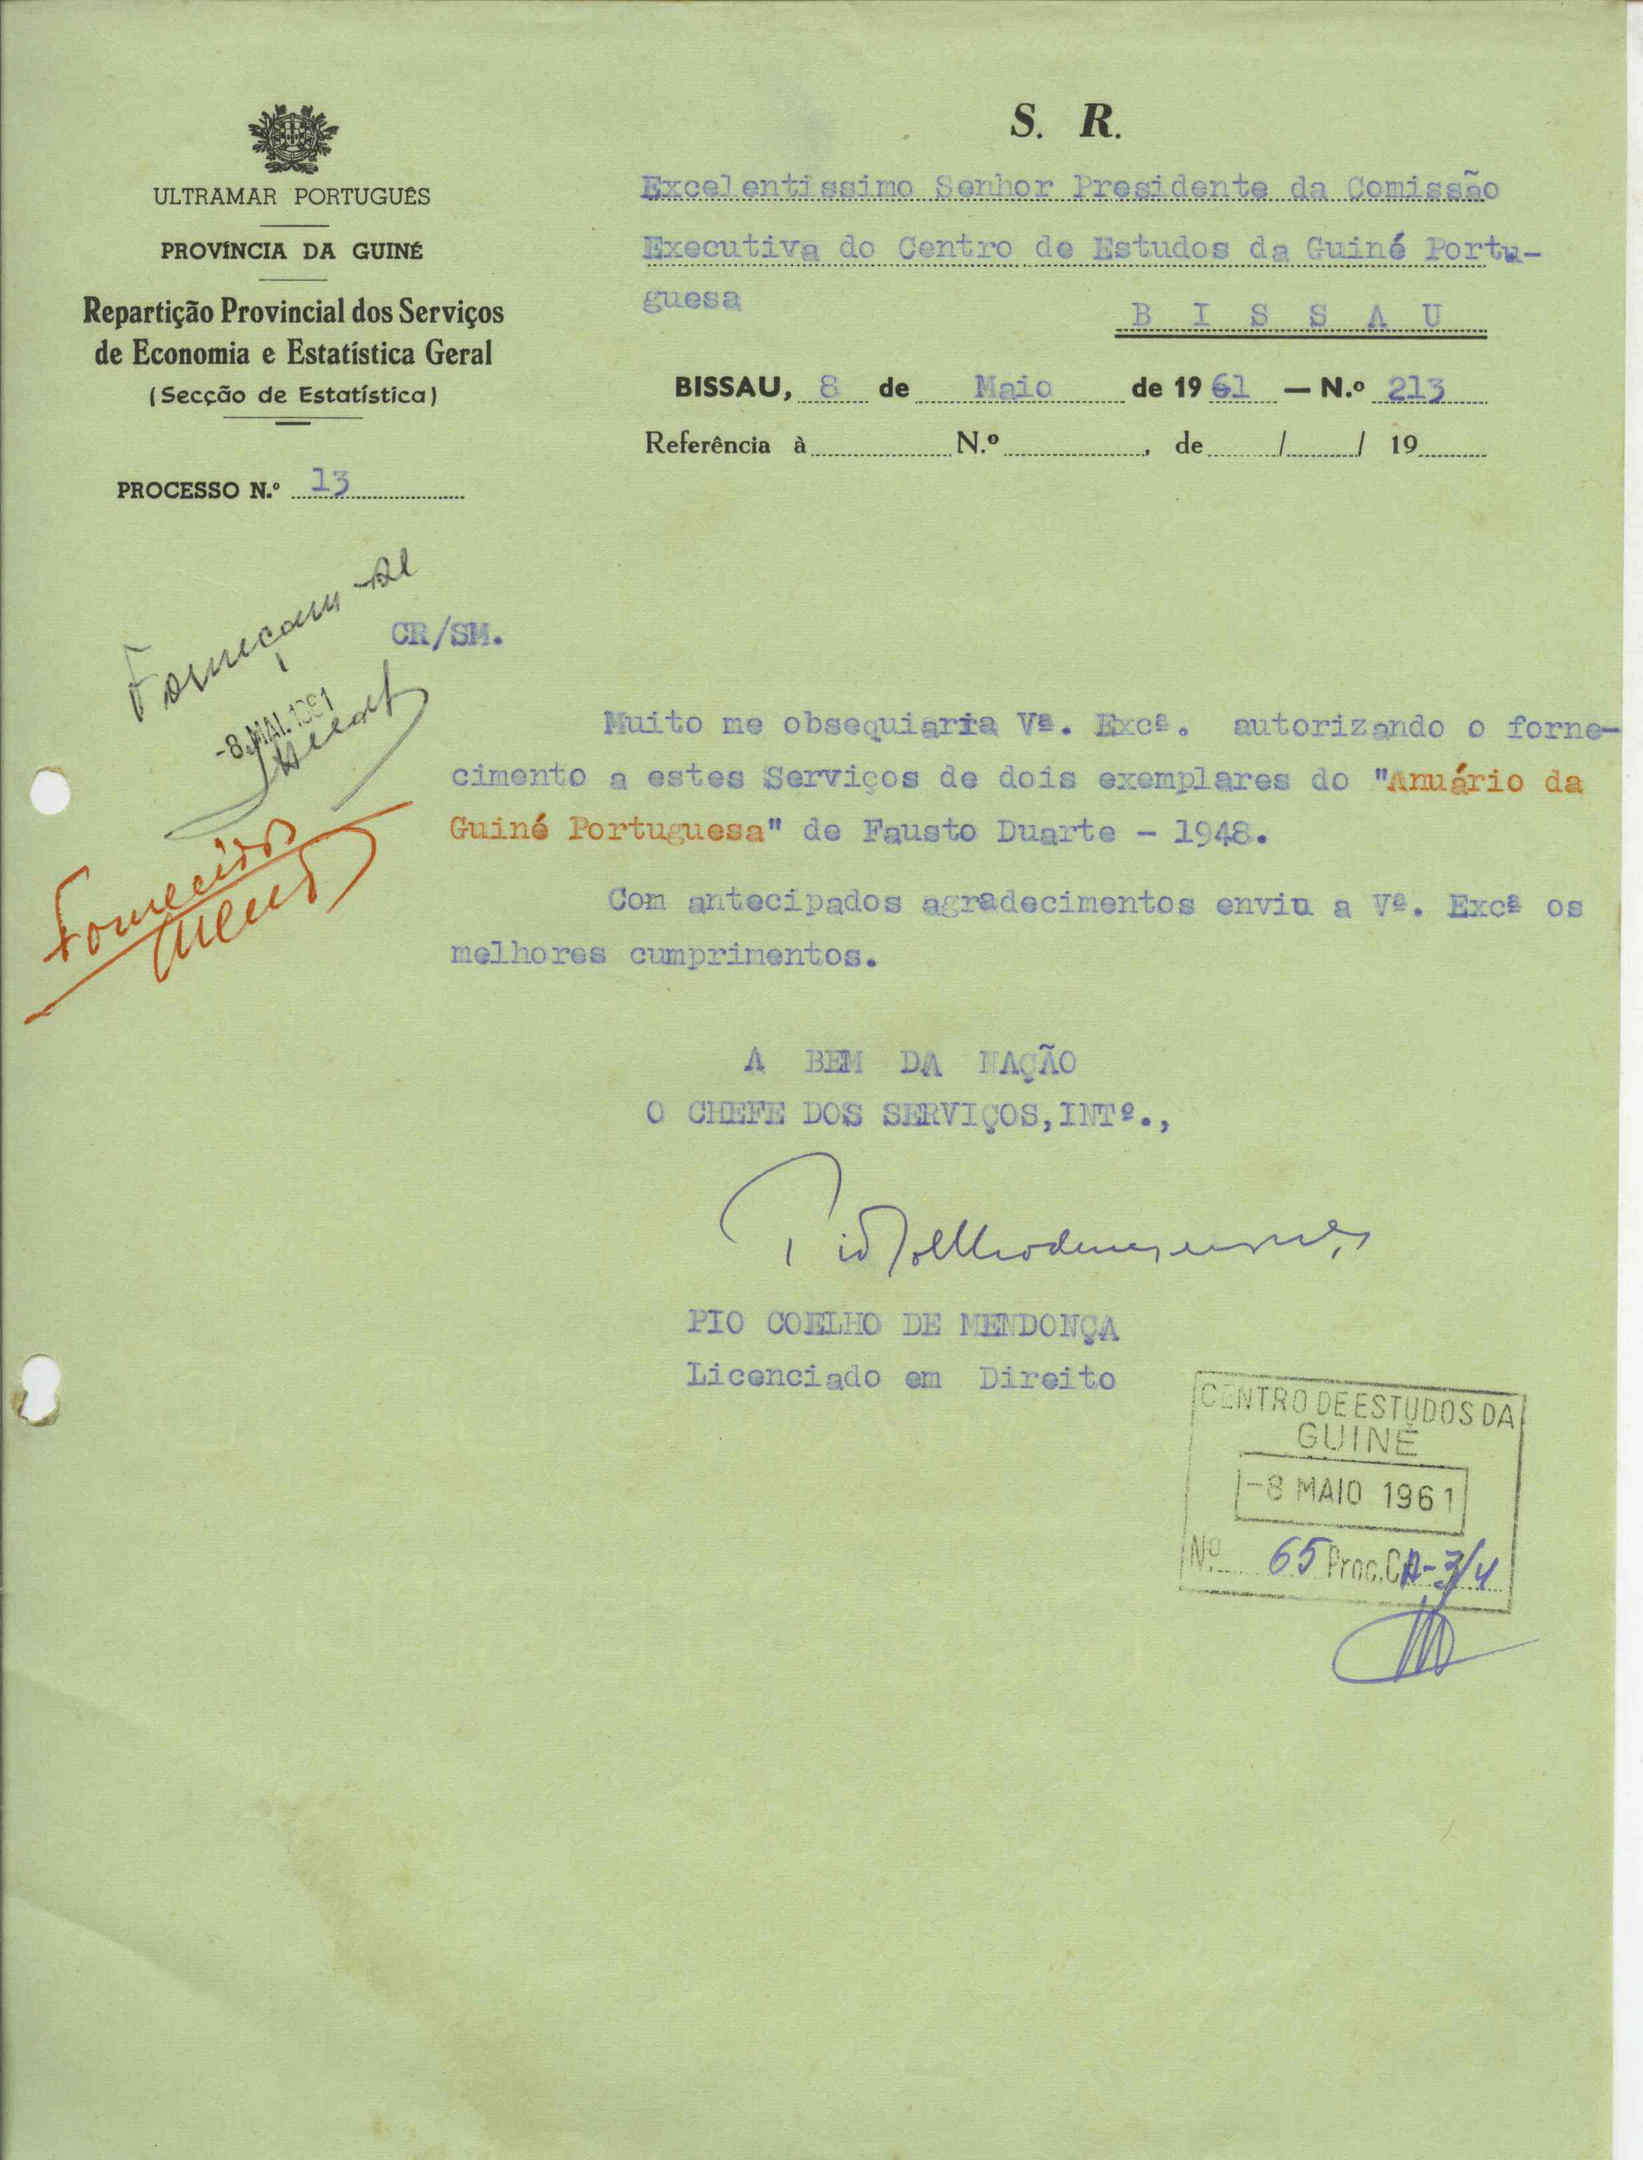 S. R.
ULTRAMAR PORTUGUÊS
PROVÍNCIA DA GUINÉ
Repartição Provincial dos Serviços
de Economia e Estatística Geral
(Secção de Estatística)
PROCESSO N.º 13
Excelentissimo Senhor Presidente da Comissão
Executiva do Centro de Estudos da Guiné Portu-
guesa
B I S S A U
BISSAU, 8 de Maio de 1961 — N.º 213
Referência à N.º , de / / 19
Forneçam-se
-8.MAI.1961
CR/SM.
Fornecidos
Muito me obsequiaria Vª. Excª. autorizando o forne-
cimento a estes Serviços de dois exemplares do "Anuário da
Guiné Portuguesa" de Fausto Duarte - 1948.
Com antecipados agradecimentos envio a Vª. Excª os
melhores cumprimentos.
A BEM DA NAÇÃO
O CHEFE DOS SERVIÇOS,INTº.,
PIO COELHO DE MENDONÇA
Licenciado em Direito
CENTRO DE ESTUDOS DA
GUINÉ
-8 MAIO 1961
Nº 65 Proc. CA-3/4